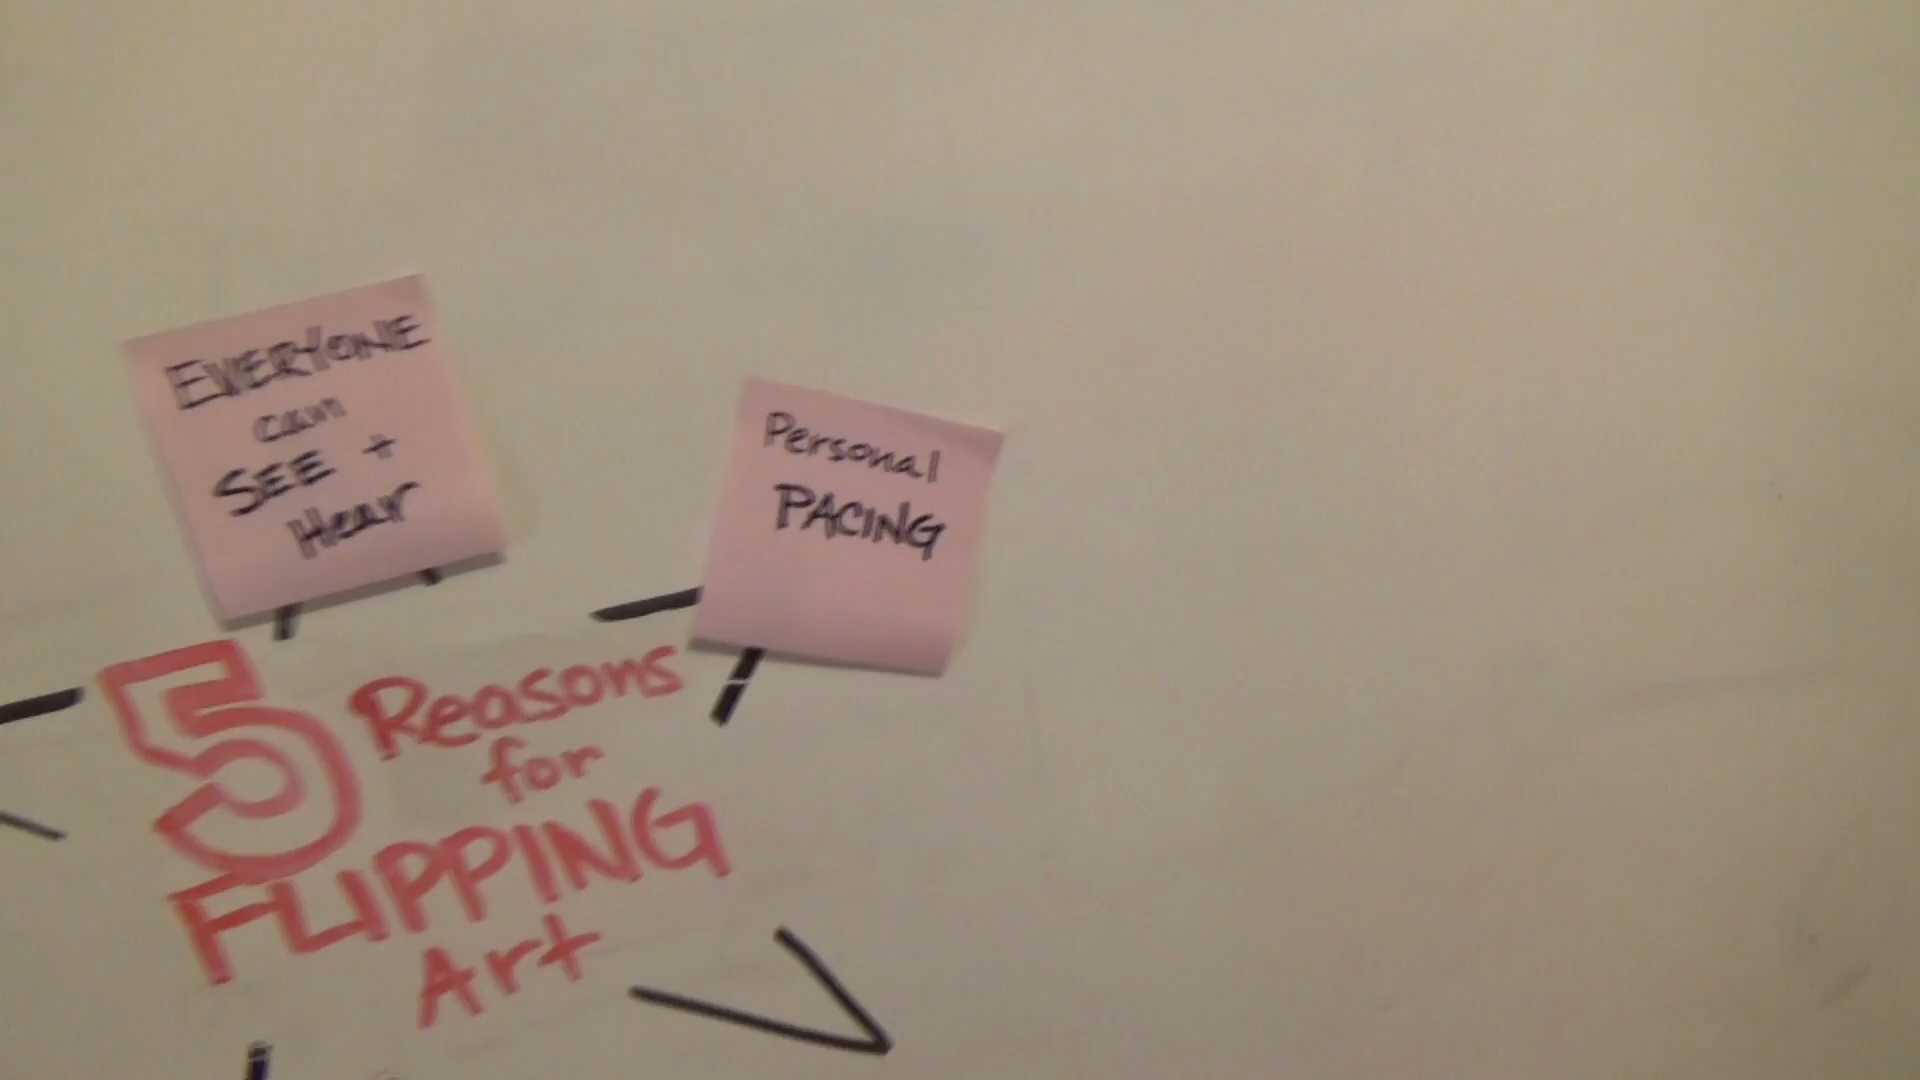 EVERYONE
can
SEE +
Hear
Personal
PACING
5 Reasons
for
FLIPPING
Art